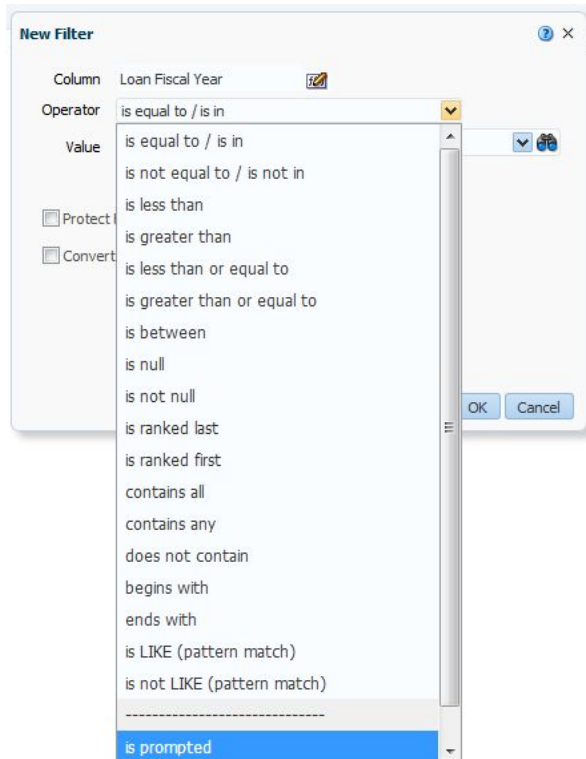 New Filter
Column Loan Fiscal Year
Operator is equal to / is in
Value
is equal to / is in
is not equal to / is not in
is less than
is greater than
is less than or equal to
is greater than or equal to
is between
is null
is not null
is ranked last
is ranked first
contains all
contains any
does not contain
begins with
ends with
is LIKE (pattern match)
is not LIKE (pattern match)
------------------------------
is prompted
Protect
Convert
OK Cancel